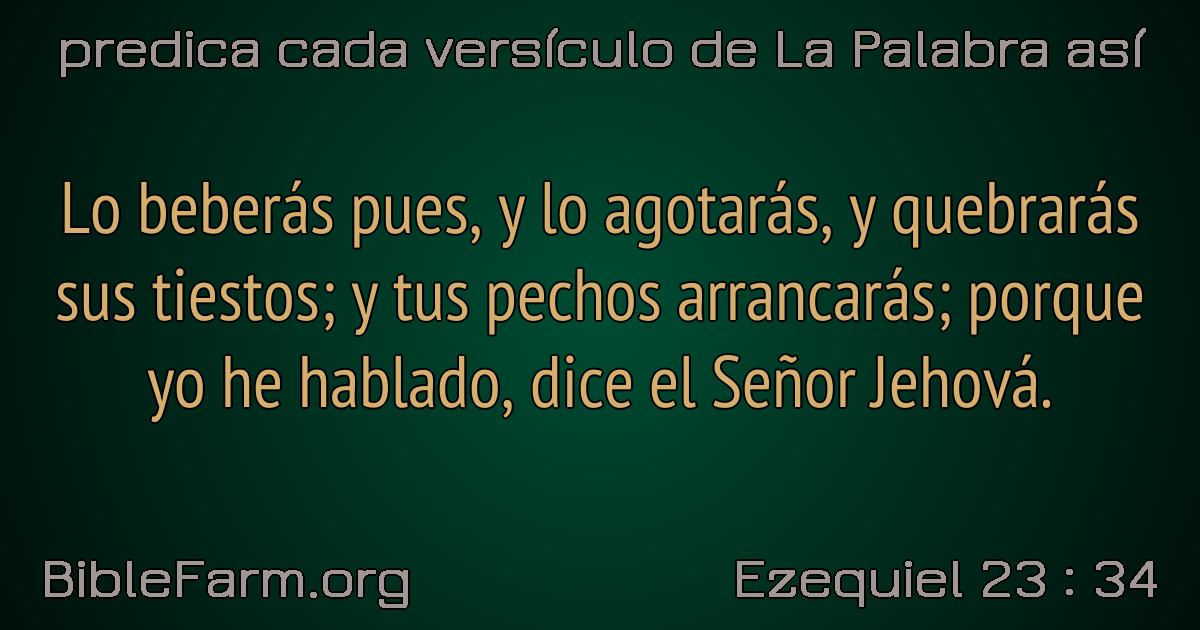 predica cada versículo de La Palabra así
Lo beberás pues, y lo agotarás, y quebrarás
sus tiestos; y tus pechos arrancarás; porque
yo he hablado, dice el Señor Jehová.
BibleFarm.org
Ezequiel 23 : 34